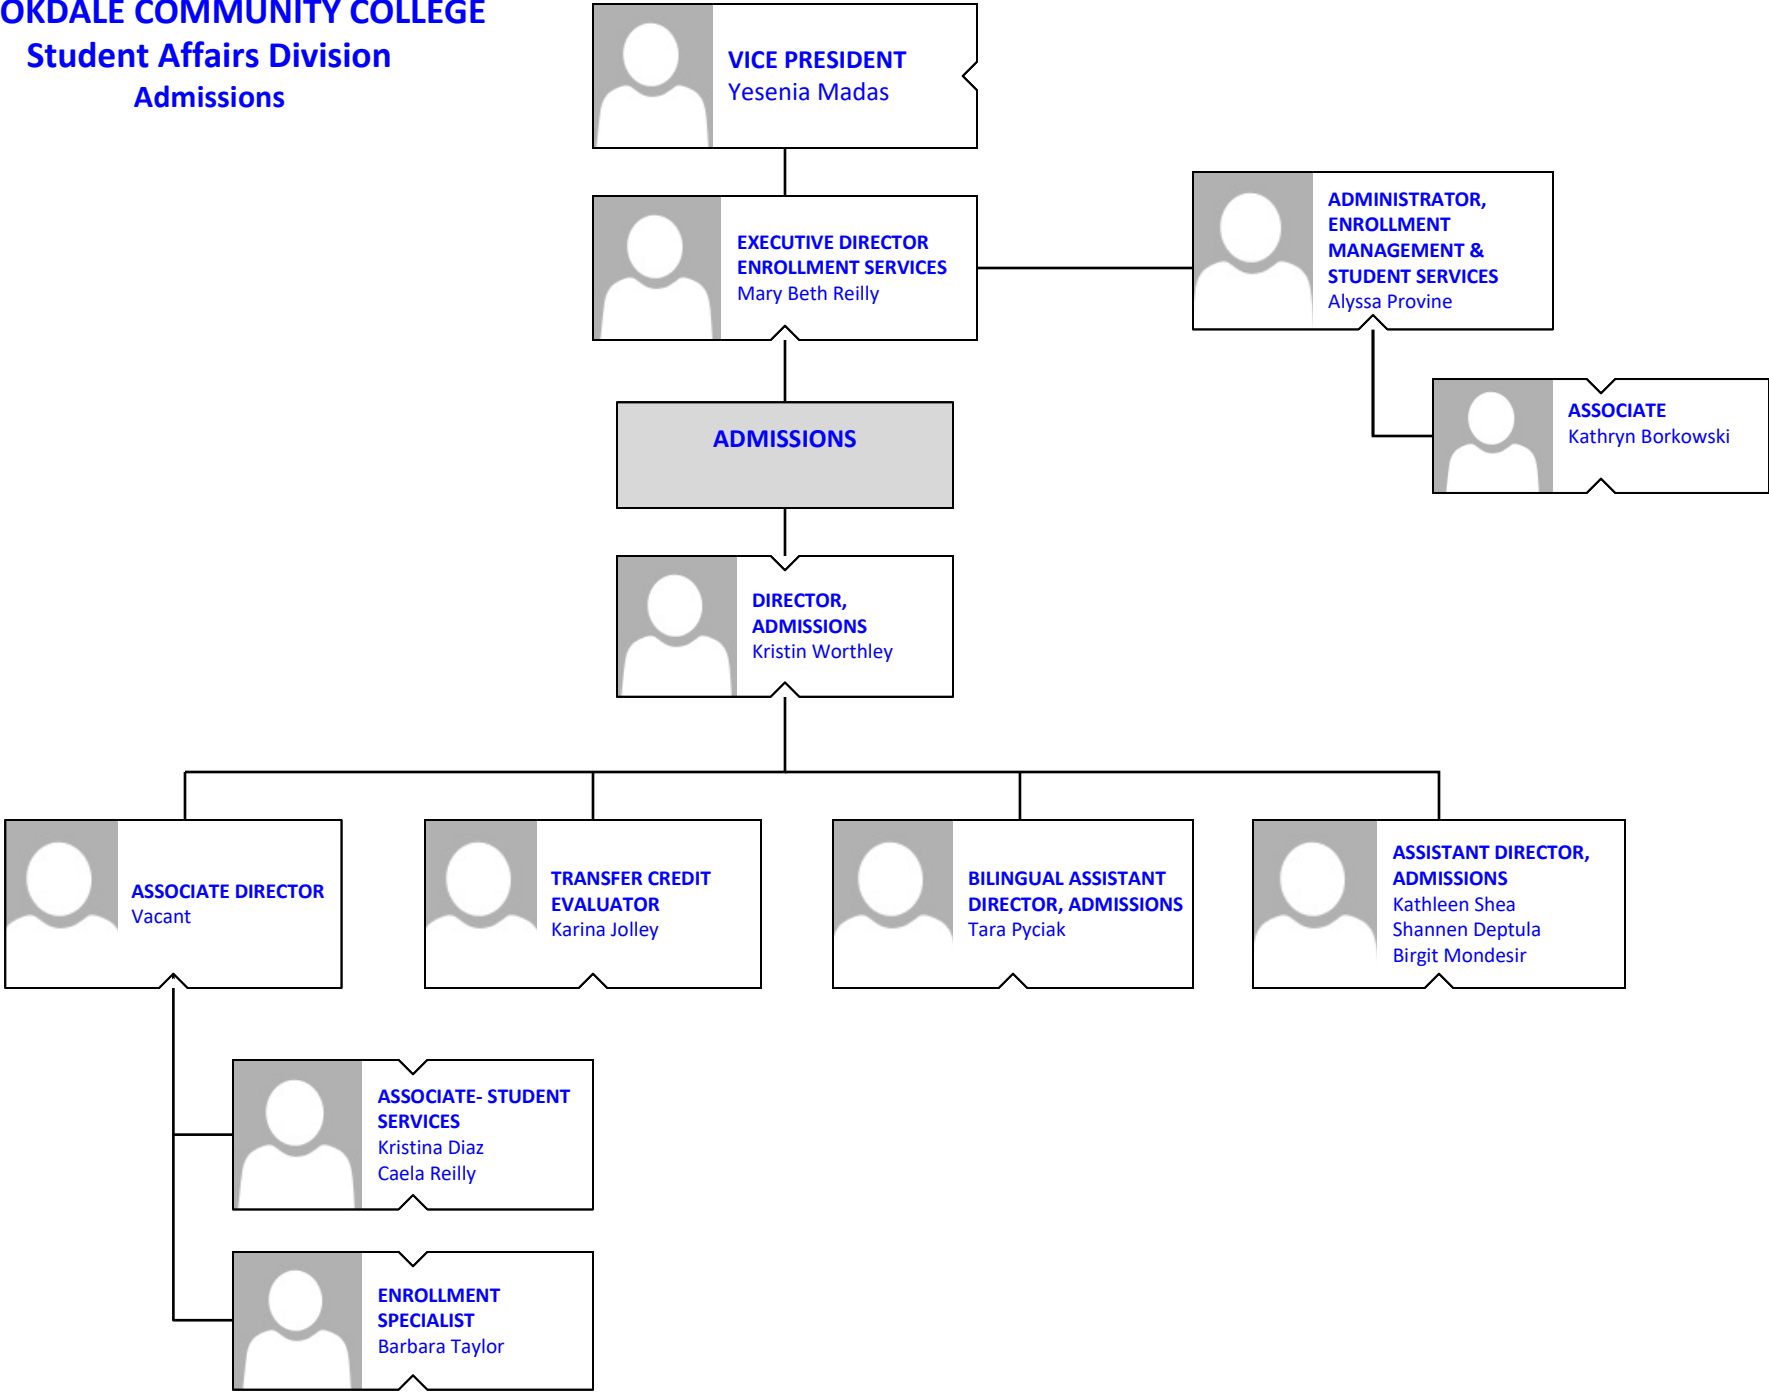 OKDALE COMMUNITY COLLEGE
Student Affairs Division
Admissions
VICE PRESIDENT
Yesenia Madas
EXECUTIVE DIRECTOR
ENROLLMENT SERVICES
Mary Beth Reilly
ADMINISTRATOR,
ENROLLMENT
MANAGEMENT &
STUDENT SERVICES
Alyssa Provine
ASSOCIATE
Kathryn Borkowski
ADMISSIONS
DIRECTOR,
ADMISSIONS
Kristin Worthley
ASSOCIATE DIRECTOR
Vacant
TRANSFER CREDIT
EVALUATOR
Karina Jolley
BILINGUAL ASSISTANT
DIRECTOR, ADMISSIONS
Tara Pyciak
ASSISTANT DIRECTOR,
ADMISSIONS
Kathleen Shea
Shannen Deptula
Birgit Mondesir
ASSOCIATE- STUDENT
SERVICES
Kristina Diaz
Caela Reilly
ENROLLMENT
SPECIALIST
Barbara Taylor